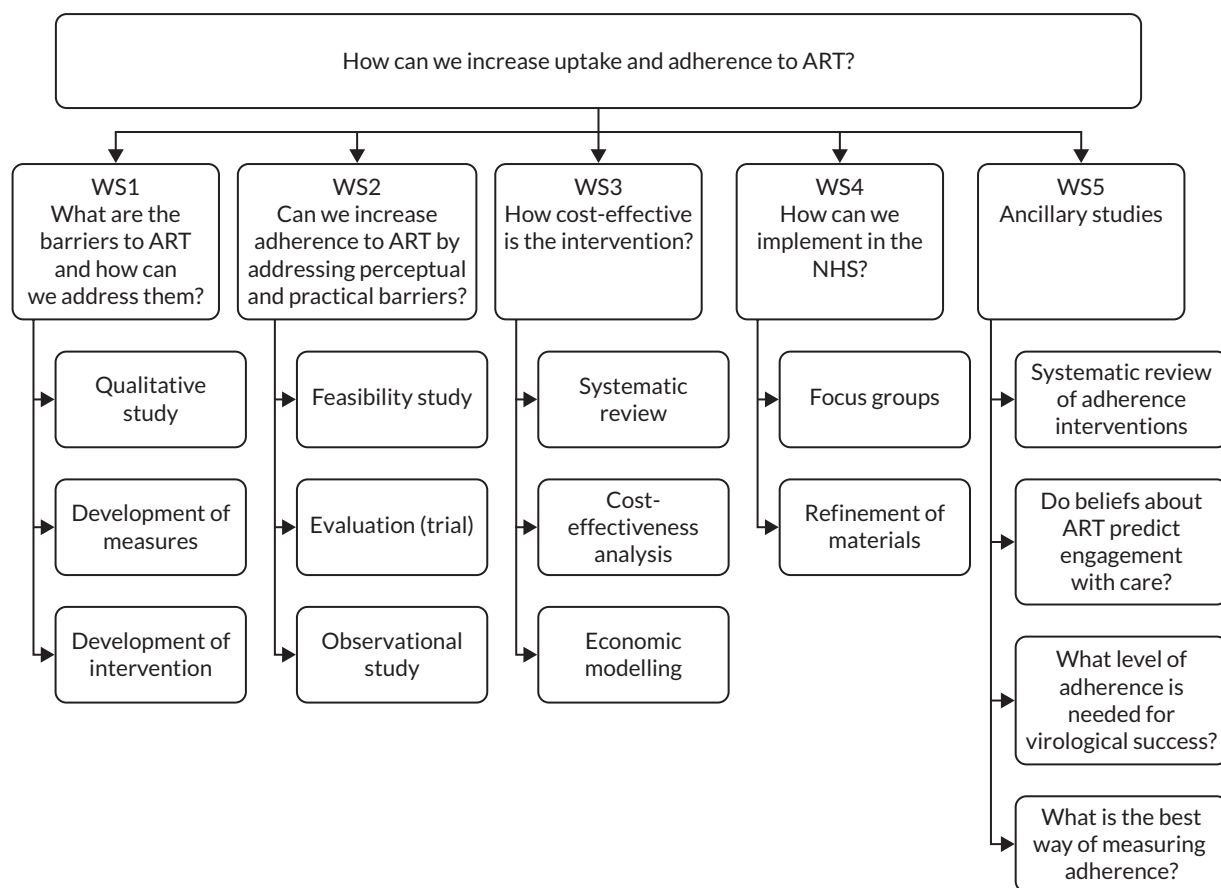 How can we increase uptake and adherence to ART?
WS1
What are the
barriers to ART
and how can
we address them?
WS2
Can we increase
adherence to ART by
addressing perceptual
and practical barriers?
WS3
How cost-effective
is the intervention?
WS4
How can we
implement in the
NHS?
WS5
Ancillary studies
Qualitative
study
Development of
measures
Development of
intervention
Feasibility study
Evaluation (trial)
Observational
study
Systematic
review
Cost-
effectiveness
analysis
Economic
modelling
Focus groups
Refinement of
materials
Systematic review
of adherence
interventions
Do beliefs about
ART predict
engagement
with care?
What level of
adherence is
needed for
virological success?
What is the best
way of measuring
adherence?